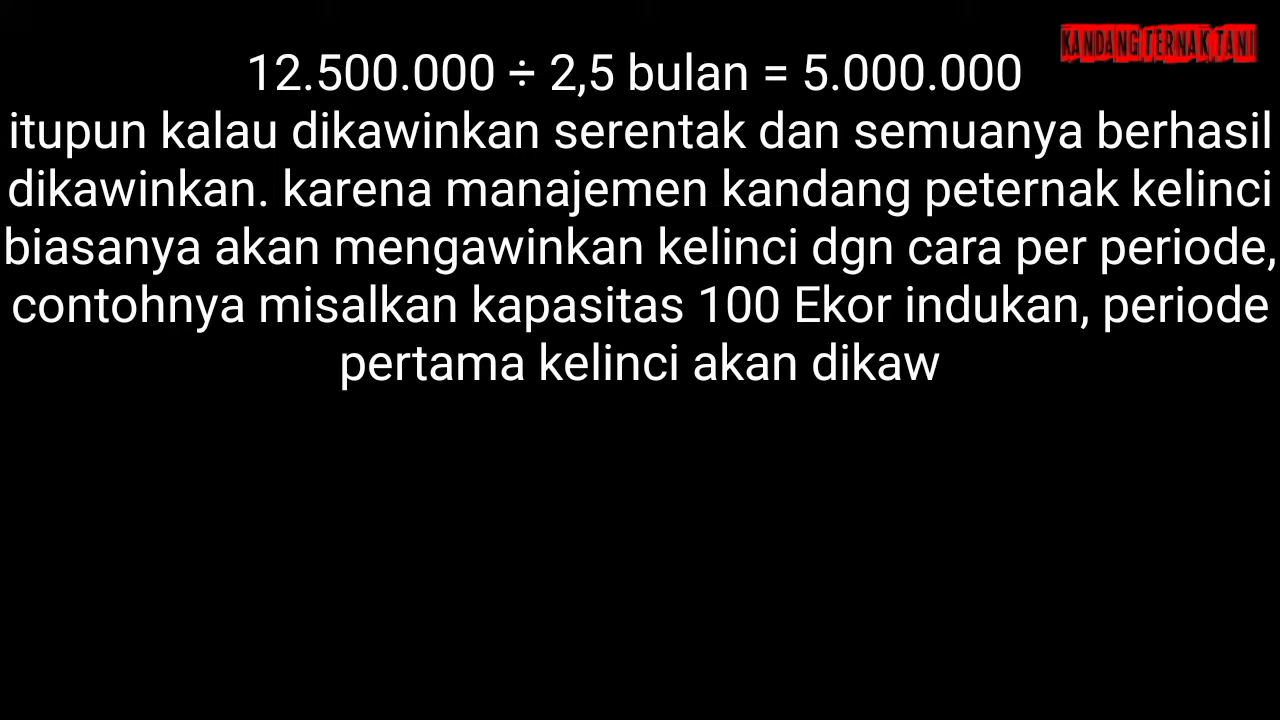 KANDANG TERNAK TANI
12.500.000 ÷ 2,5 bulan = 5.000.000
itupun kalau dikawinkan serentak dan semuanya berhasil
dikawinkan. karena manajemen kandang peternak kelinci
biasanya akan mengawinkan kelinci dgn cara per periode,
contohnya misalkan kapasitas 100 Ekor indukan, periode
pertama kelinci akan dikaw